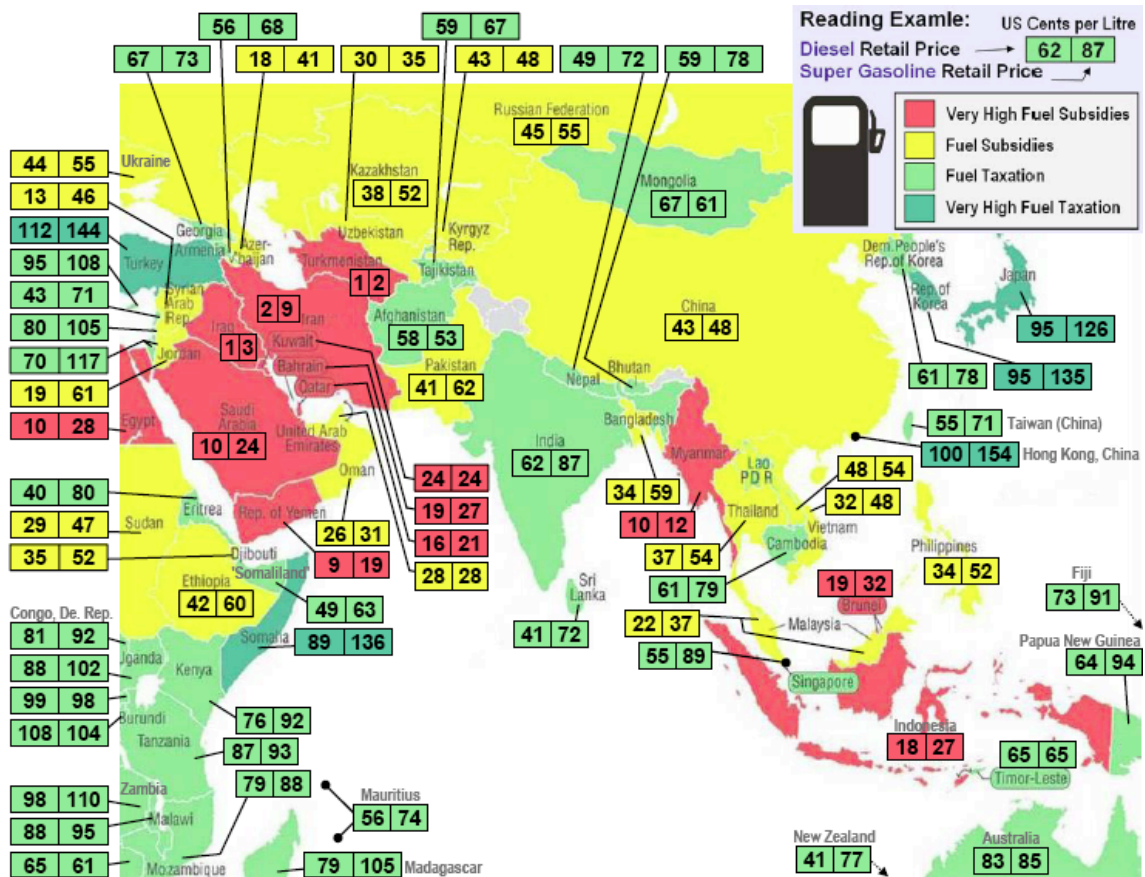 Reading Examle: US Cents per Litre
Diesel Retail Price 62 87
Super Gasoline Retail Price
Very High Fuel Subsidies
Fuel Subsidies
Fuel Taxation
Very High Fuel Taxation
56 68
59 67
67 73
18 41
30 35
43 48
49 72
59 78
Russian Federation
45 55
44 55
Ukraine
Kazakhstan
38 52
Mongolia
67 61
13 46
112 144
Georgia
Armenia
Azer-
baijan
Uzbekistan
Kyrgyz
Rep.
Turkey
Turkmenistan
1 2
Tajikistan
Dem. People's
Rep. of Korea
Rep. of
Korea
Japan
95 126
95 108
43 71
Syrian
Arab
Rep.
2 9
Iran
Afghanistan
58 53
China
43 48
80 105
Iraq
1 3
Kuwait
70 117
Jordan
Bahrain
Pakistan
41 62
Nepal
Bhutan
61 78
95 135
19 61
Qatar
Bangladesh
10 28
Egypt
Saudi
Arabia
10 24
United Arab
Emirates
India
62 87
Myanmar
55 71
Taiwan (China)
100 154
Hong Kong, China
Oman
Lao
P D R
48 54
40 80
Eritrea
24 24
34 59
32 48
29 47
Sudan
Rep. of Yemen
26 31
19 27
10 12
Thailand
Vietnam
35 52
Djibouti
9 19
16 21
37 54
Cambodia
Philippines
34 52
'Somaliland'
28 28
Ethiopia
42 60
49 63
Sri
Lanka
61 79
19 32
Brunei
Fiji
73 91
Congo, De. Rep.
81 92
Somalia
89 136
41 72
22 37
Malaysia
Papua New Guinea
64 94
88 102
Uganda
Kenya
55 89
Singapore
99 98
108 104
Burundi
76 92
Indonesia
18 27
Tanzania
87 93
65 65
Timor-Leste
79 88
98 110
Zambia
Mauritius
56 74
88 95
Malawi
New Zealand
41 77
Australia
83 85
65 61
Mozambique
79 105
Madagascar